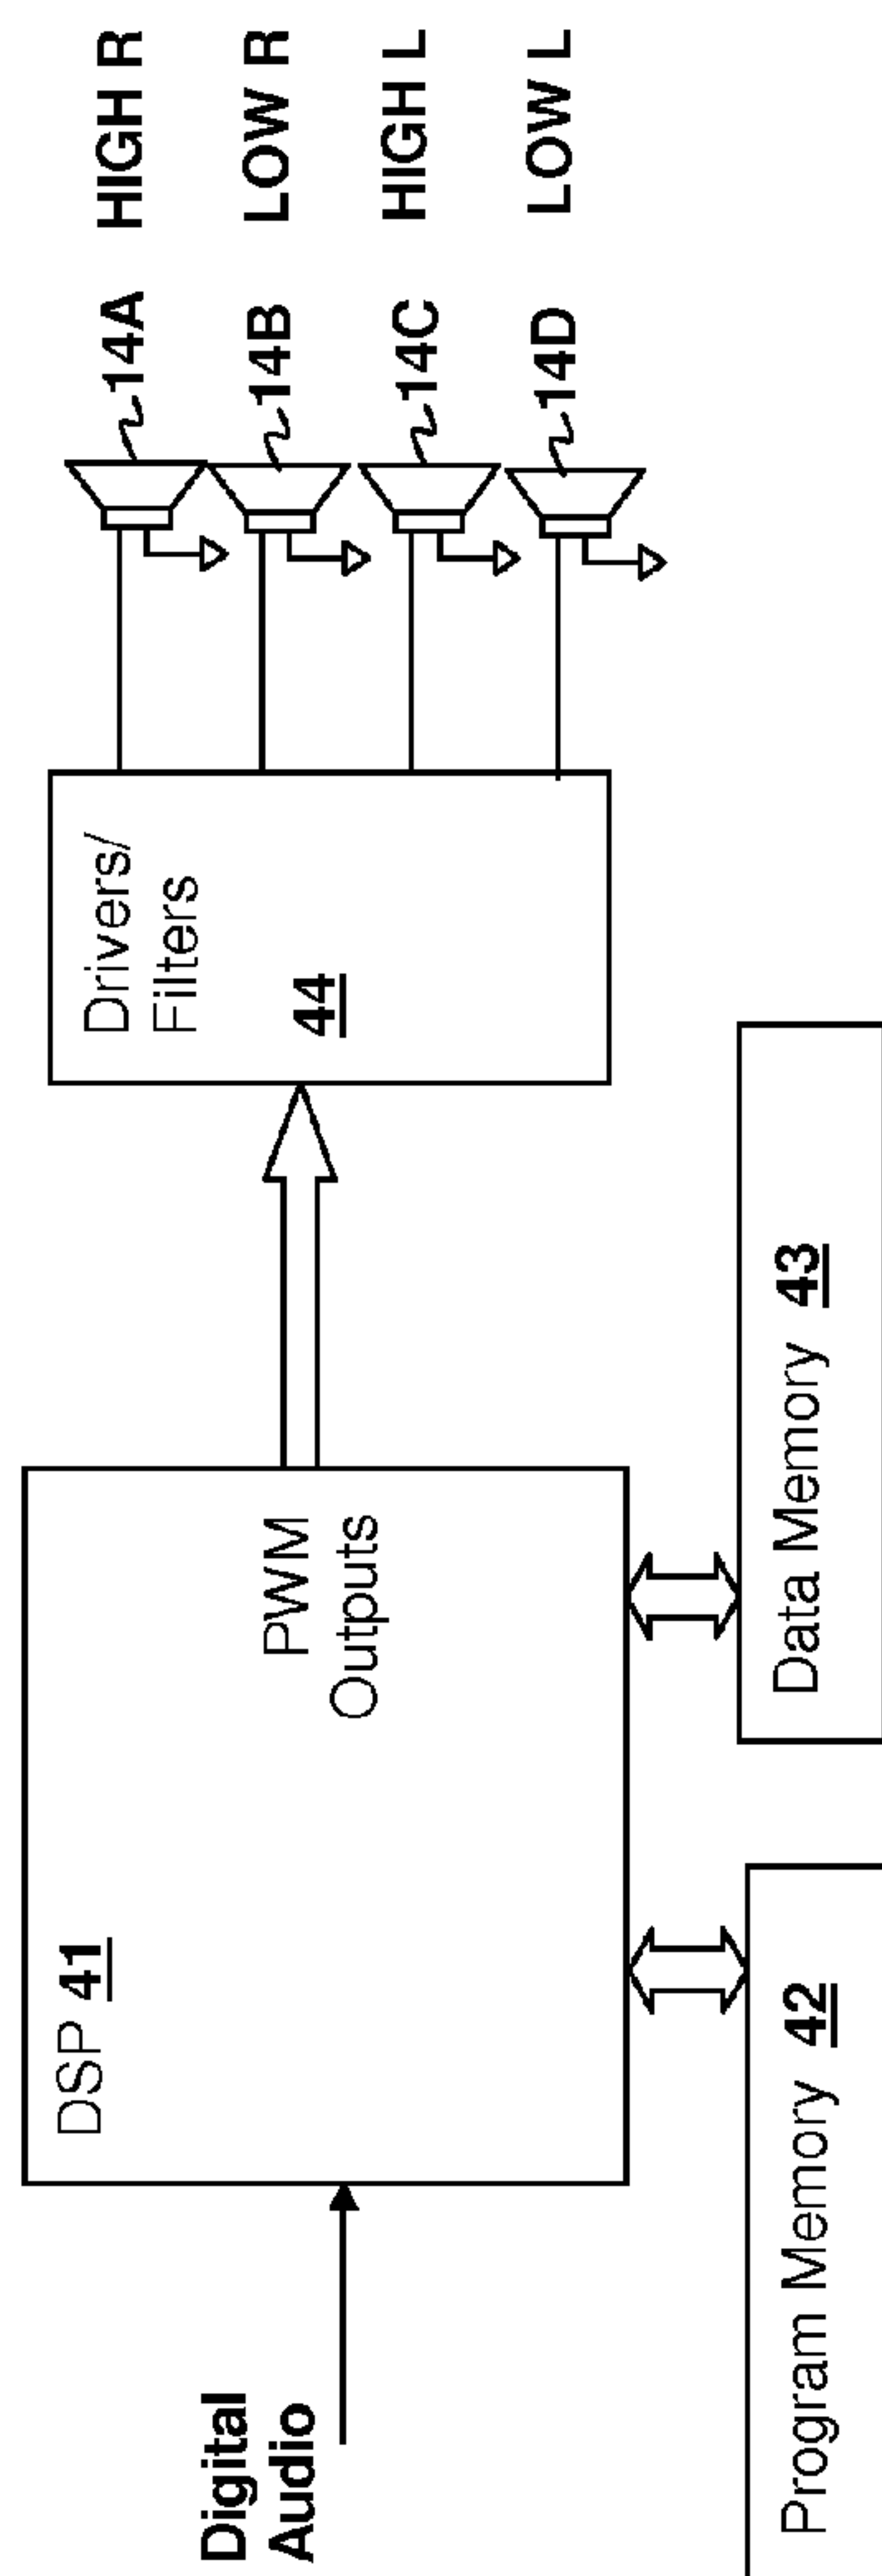 Digital
Audio
DSP 41
PWM
Outputs
Drivers/
Filters
44
14A HIGH R
14B LOW R
14C HIGH L
14D LOW L
Program Memory 42
Data Memory 43